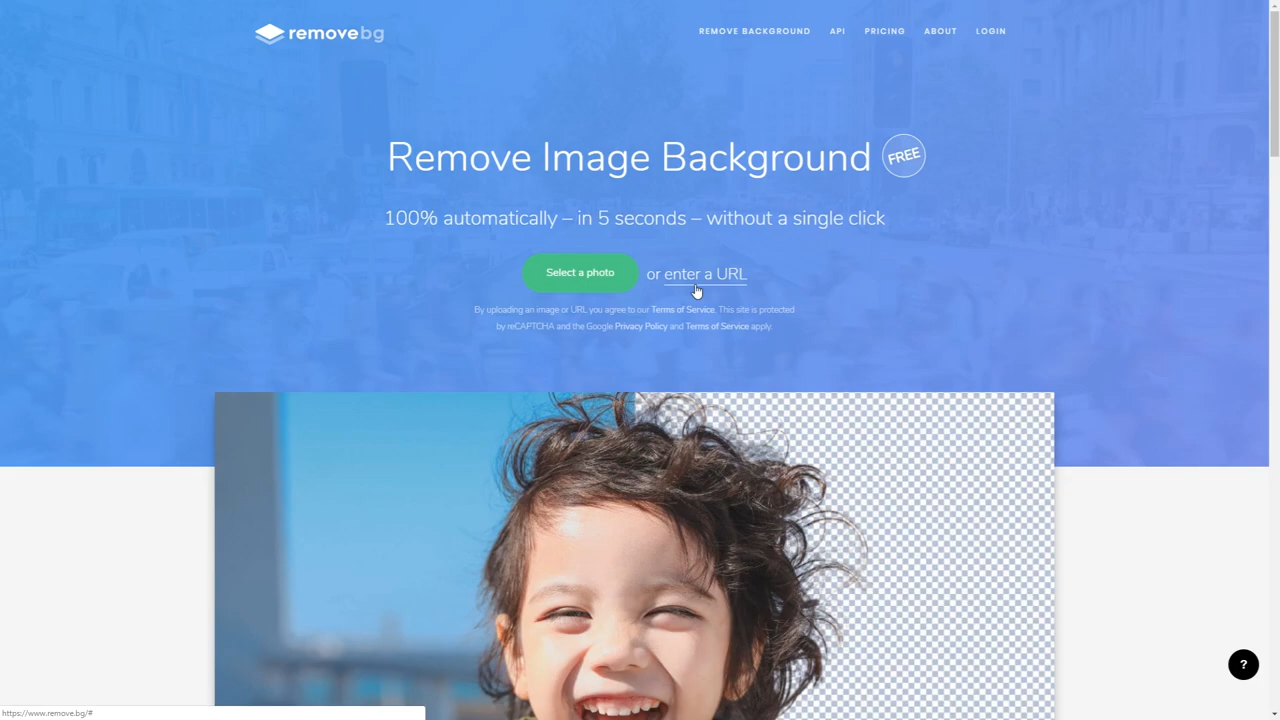 removebg
REMOVE BACKGROUND API PRICING ABOUT LOGIN
Remove Image Background FREE
100% automatically – in 5 seconds – without a single click
Select a photo or enter a URL
By uploading an image or URL you agree to our Terms of Service. This site is protected
by reCAPTCHA and the Google Privacy Policy and Terms of Service apply.
?
https://www.remove.bg/#